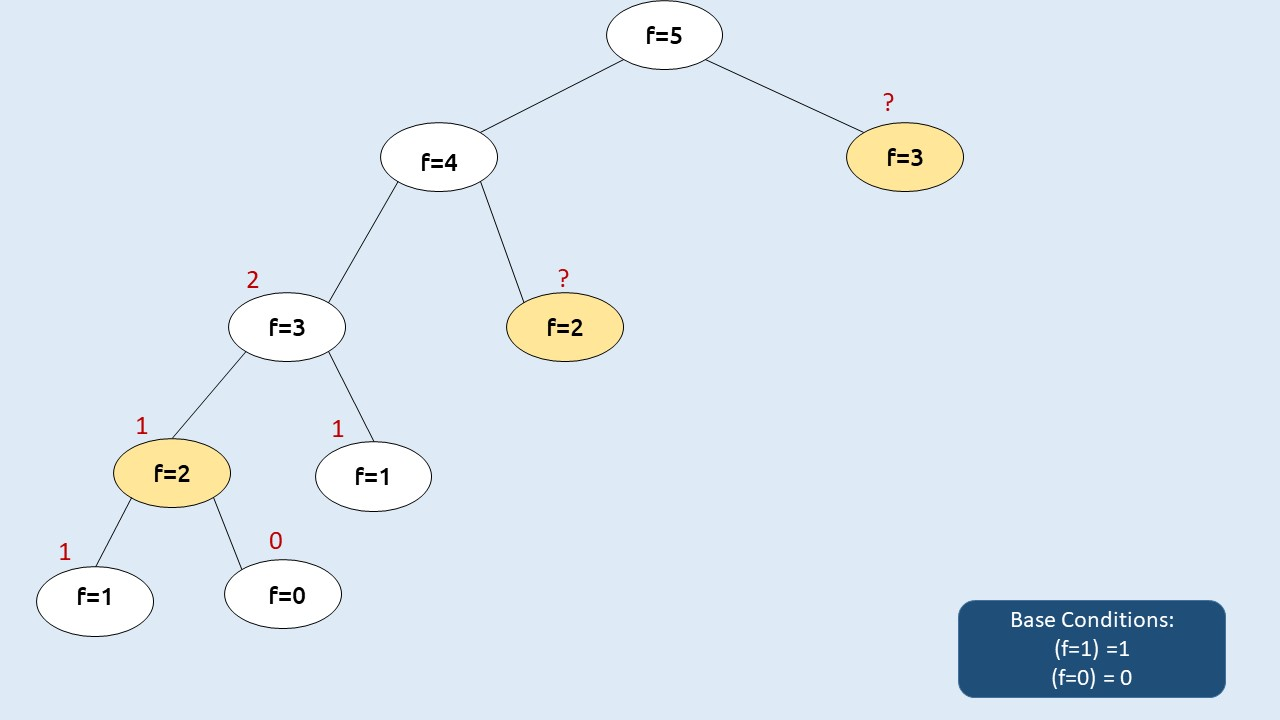 f=5
?
f=4
f=3
2
?
f=3
f=2
1
1
f=2
f=1
1
0
f=1
f=0
Base Conditions:
(f=1) =1
(f=0) = 0